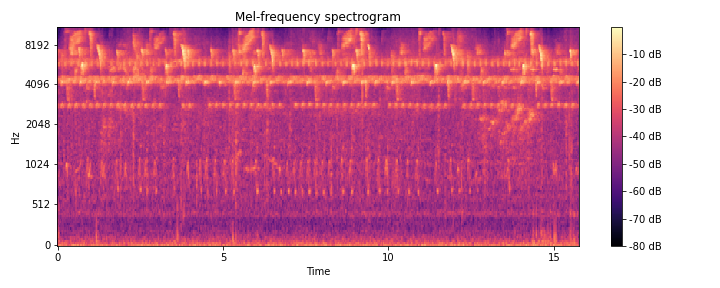 Mel-frequency spectrogram
8192
4096
2048
1024
512
0
Hz
0
5
10
15
Time
-10 dB
-20 dB
-30 dB
-40 dB
-50 dB
-60 dB
-70 dB
-80 dB